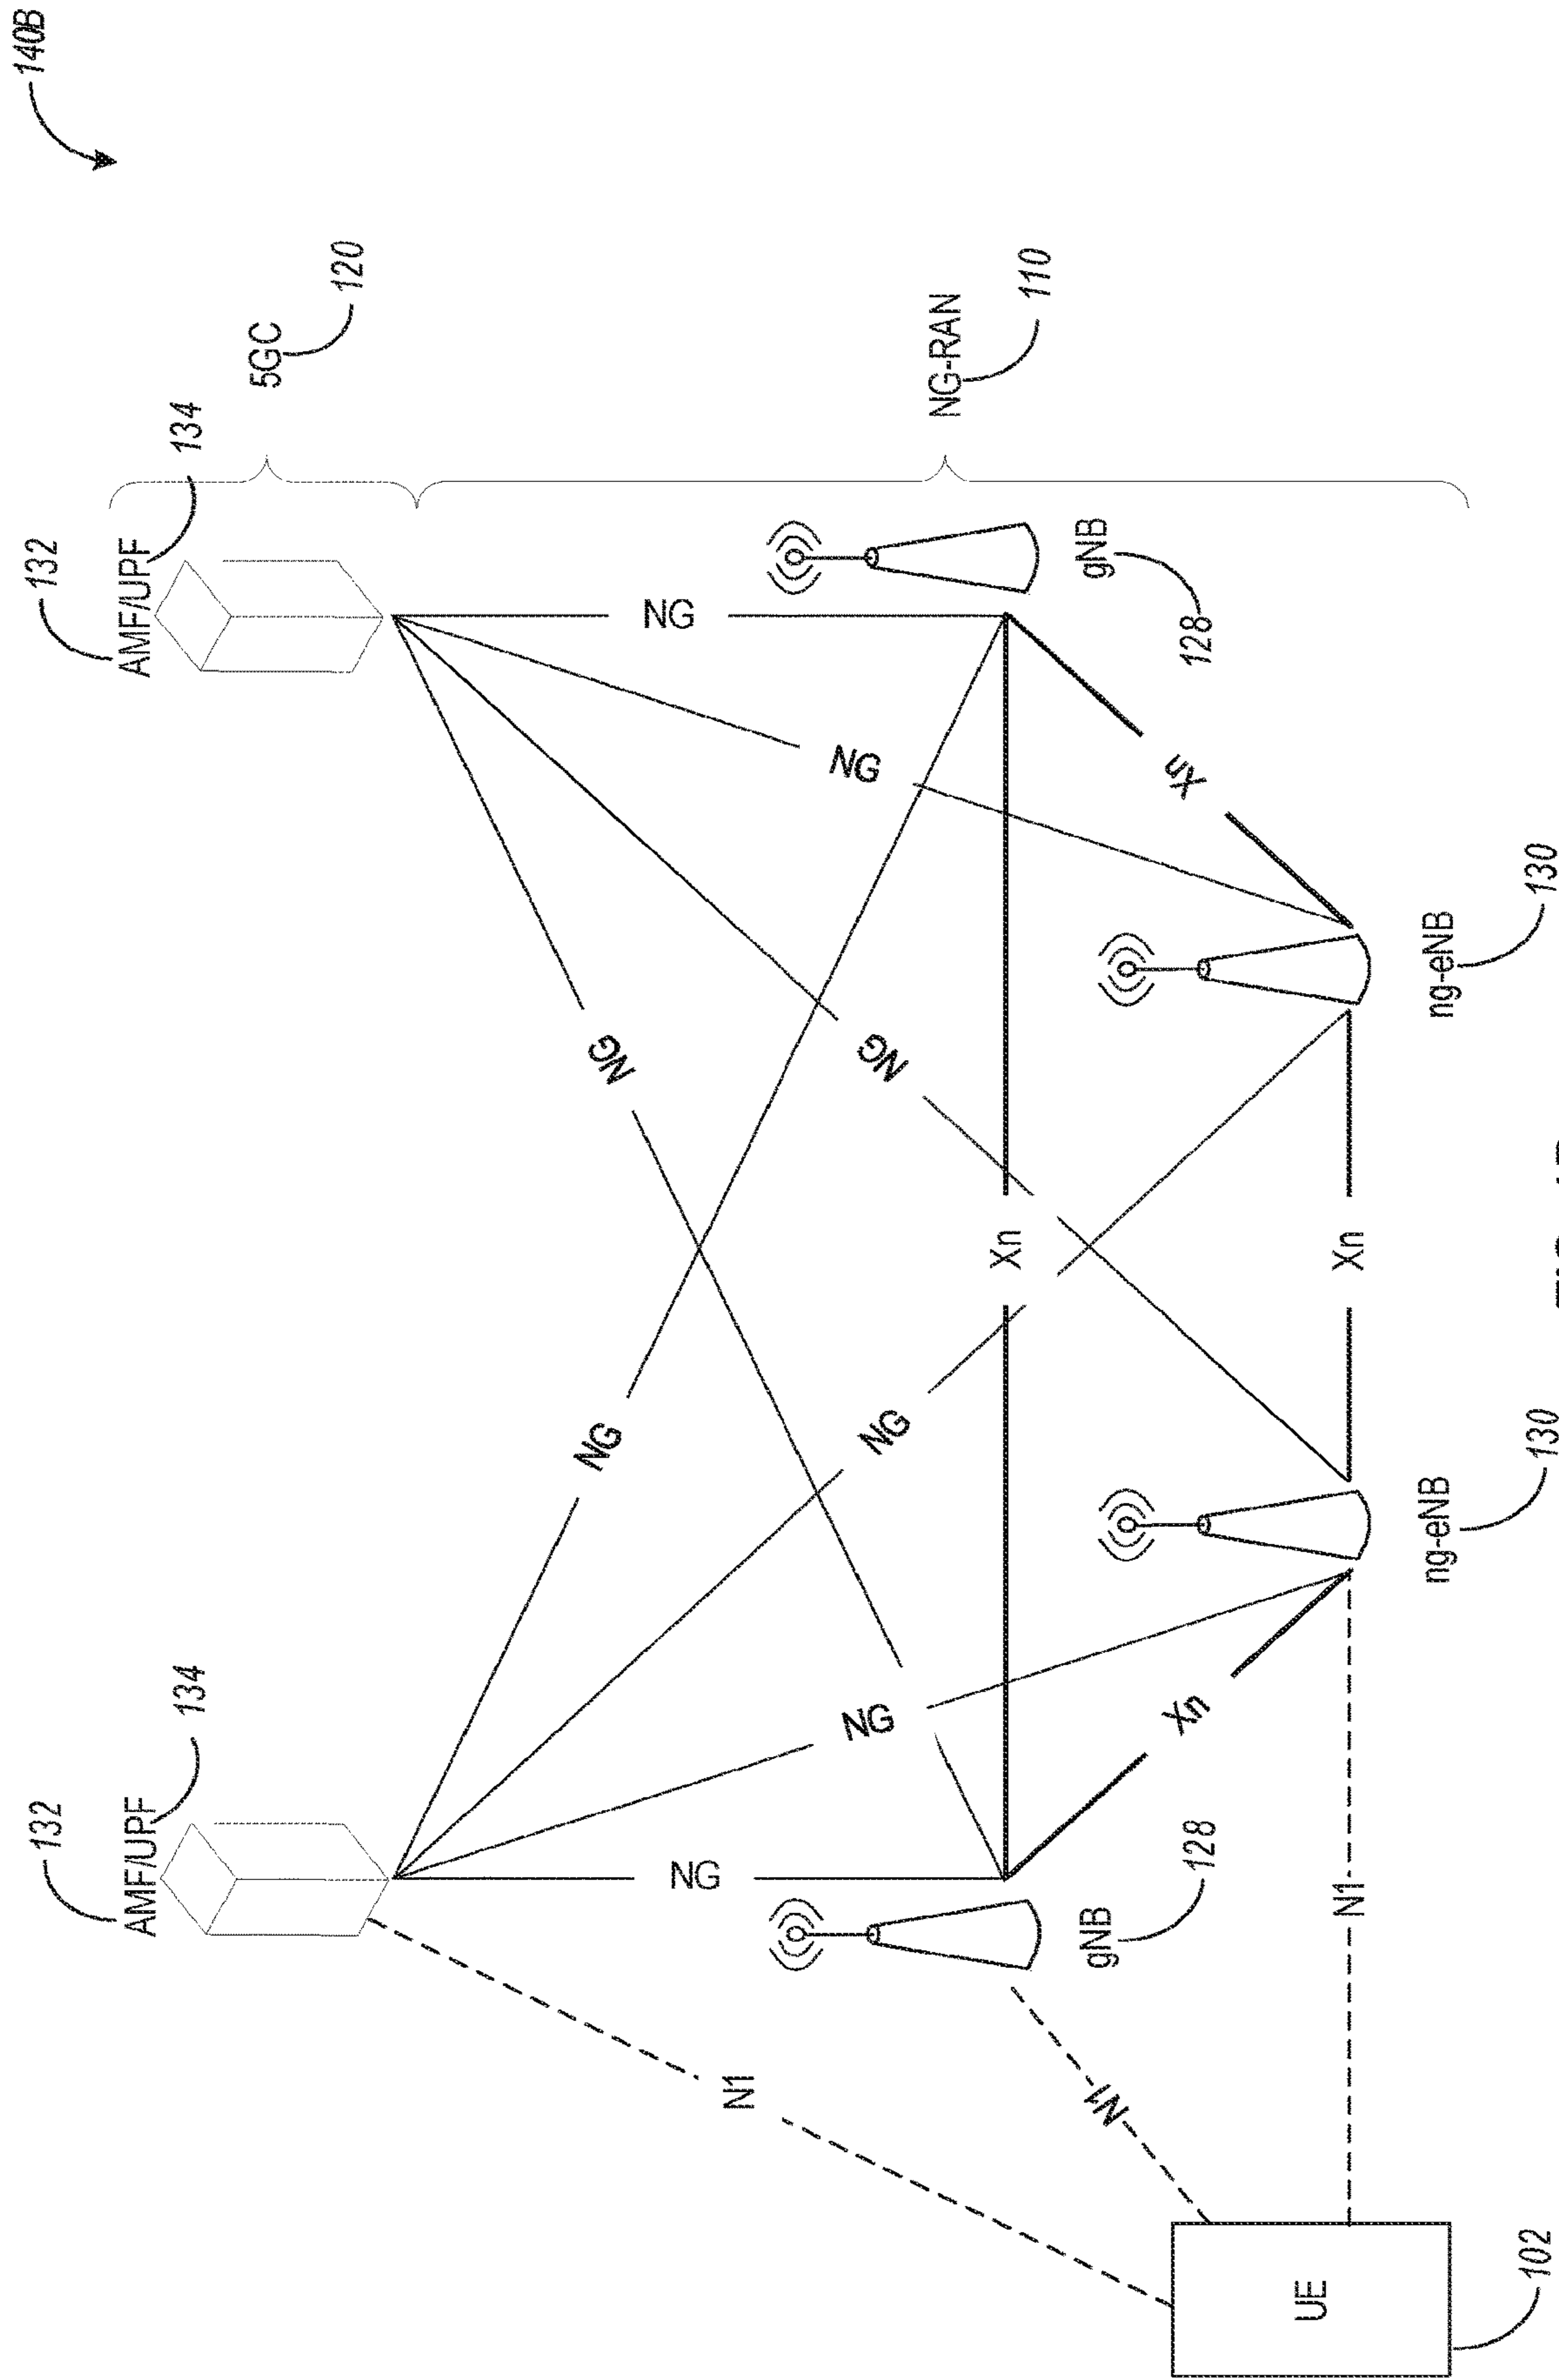 140B
132
AMF/UPF
134
132
AMF/UPF
134
5GC
120
NG
NG
NG
NG
NG
NG
NG
NG
N1
gNB
128
gNB
128
NG-RAN
110
Xn
N1
Xn
Xn
Xn
N1
UE
102
ng-eNB
130
ng-eNB
130